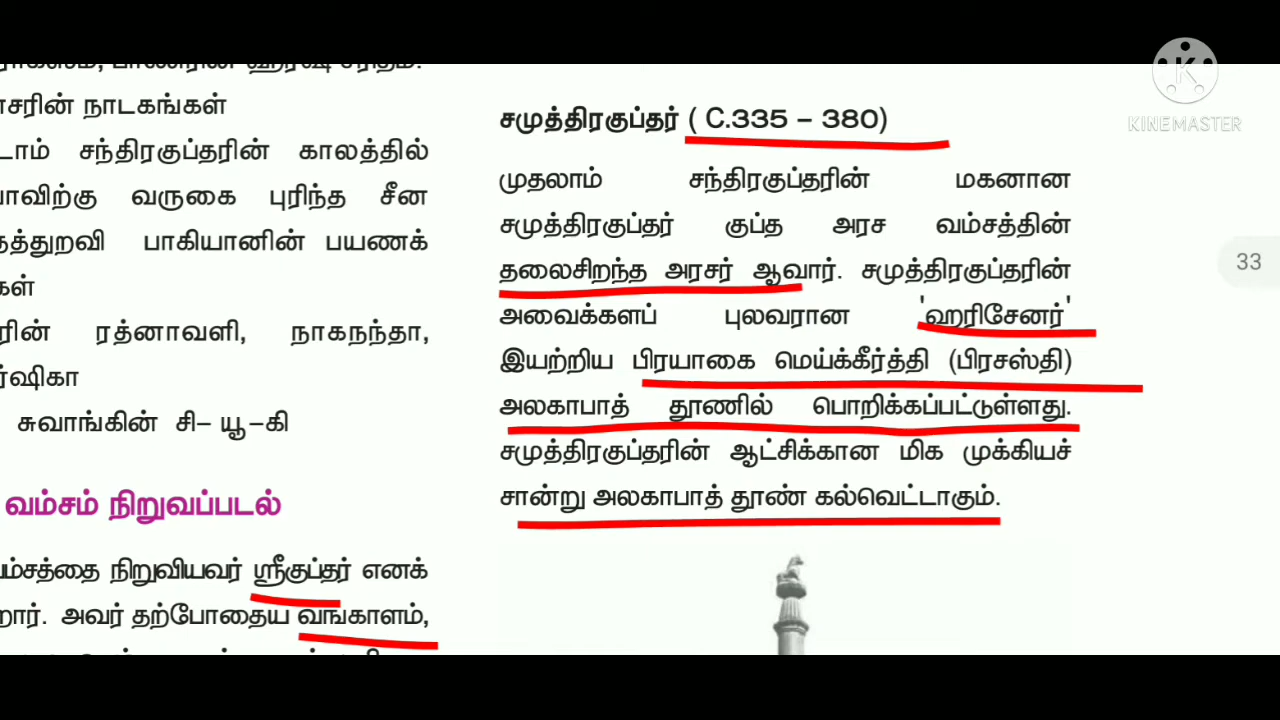 சரின் நாடகங்கள்
டாம் சந்திரகுப்தரின் காலத்தில்
வருகை புரிந்த சீன
பாகியானின் பயணக்
கள்
ரின் ரத்னாவளி, நாகநந்தா,
ர்ஷிகா
சுவாங்கின் சி– யூ –கி
வம்சம் நிறுவப்படல்
ம்சத்தை நிறுவியவர் ஸ்ரீகுப்தர் எனக்
றார். அவர் தற்போதைய வங்காளம்,
சமுத்திரகுப்தர் ( C.335 – 380)
முதலாம் சந்திரகுப்தரின் மகனான
சமுத்திரகுப்தர் குப்த அரச வம்சத்தின்
தலைசிறந்த அரசர் ஆவார். சமுத்திரகுப்தரின்
அவைக்களப் புலவரான 'ஹரிசேனர்'
இயற்றிய பிரயாகை மெய்க்கீர்த்தி (பிரசஸ்தி)
அலகாபாத் தூணில் பொறிக்கப்பட்டுள்ளது.
சமுத்திரகுப்தரின் ஆட்சிக்கான மிக முக்கியச்
சான்று அலகாபாத் தூண் கல்வெட்டாகும்.
33
K
KINEMASTER